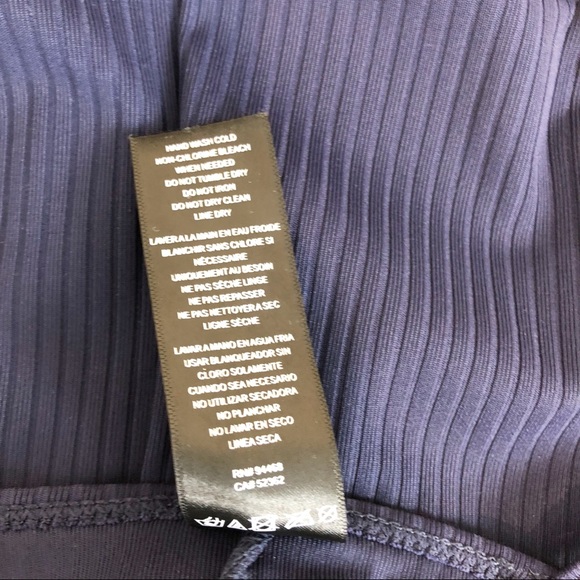 HAND WASH COLD
NON-CHLORINE BLEACH
WHEN NEEDED
DO NOT TUMBLE DRY
DO NOT IRON
DO NOT DRY CLEAN
LINE DRY
LAVER A LA MAIN EN EAU FROIDE
BLANCHIR SANS CHLORE SI
NÉCESSAIRE
UNIQUEMENT AU BESOIN
NE PAS SÈCHE LINGE
NE PAS REPASSER
NE PAS NETTOYER A SEC
LIGNE SÈCHE
LAVAR A MANO EN AGUA FRIA
USAR BLANQUEADOR SIN
CLORO SOLAMENTE
CUANDO SEA NECESARIO
NO UTILIZAR SECADORA
NO PLANCHAR
NO LAVAR EN SECO
LINEA SECA
RN# 94468
CA# 52362